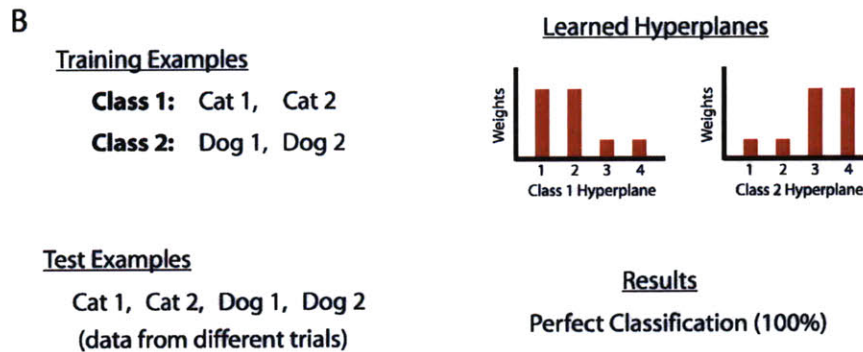 B
Training Examples
Class 1: Cat 1, Cat 2
Class 2: Dog 1, Dog 2
Learned Hyperplanes
Weights
1 2 3 4
Class 1 Hyperplane
Weights
1 2 3 4
Class 2 Hyperplane
Test Examples
Cat 1, Cat 2, Dog 1, Dog 2
(data from different trials)
Results
Perfect Classification (100%)